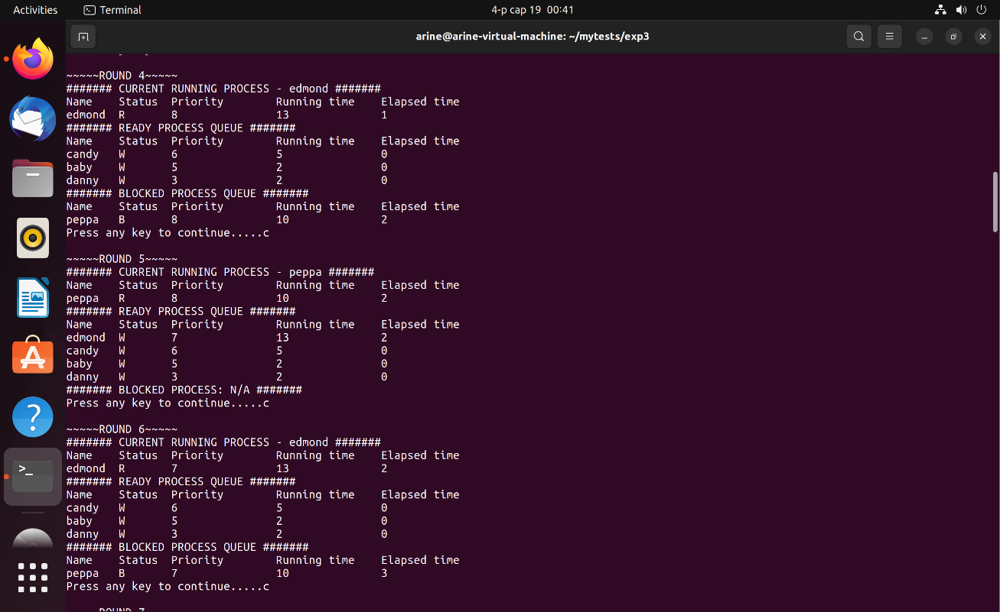 Activities Terminal 4-р сар 19 00:41
arine@arine-virtual-machine: ~/mytests/exp3
~~~~~ROUND 4~~~~~
####### CURRENT RUNNING PROCESS - edmond #######
Name Status Priority Running time Elapsed time
edmond R 8 13 1
####### READY PROCESS QUEUE #######
Name Status Priority Running time Elapsed time
candy W 6 5 0
baby W 5 2 0
danny W 3 2 0
####### BLOCKED PROCESS QUEUE #######
Name Status Priority Running time Elapsed time
peppa B 8 10 2
Press any key to continue.....c
~~~~~ROUND 5~~~~~
####### CURRENT RUNNING PROCESS - peppa #######
Name Status Priority Running time Elapsed time
peppa R 8 10 2
####### READY PROCESS QUEUE #######
Name Status Priority Running time Elapsed time
edmond W 7 13 2
candy W 6 5 0
baby W 5 2 0
danny W 3 2 0
####### BLOCKED PROCESS: N/A #######
Press any key to continue.....c
~~~~~ROUND 6~~~~~
####### CURRENT RUNNING PROCESS - edmond #######
Name Status Priority Running time Elapsed time
edmond R 7 13 2
####### READY PROCESS QUEUE #######
Name Status Priority Running time Elapsed time
candy W 6 5 0
baby W 5 2 0
danny W 3 2 0
####### BLOCKED PROCESS QUEUE #######
Name Status Priority Running time Elapsed time
peppa B 7 10 3
Press any key to continue.....c
ROUND 7